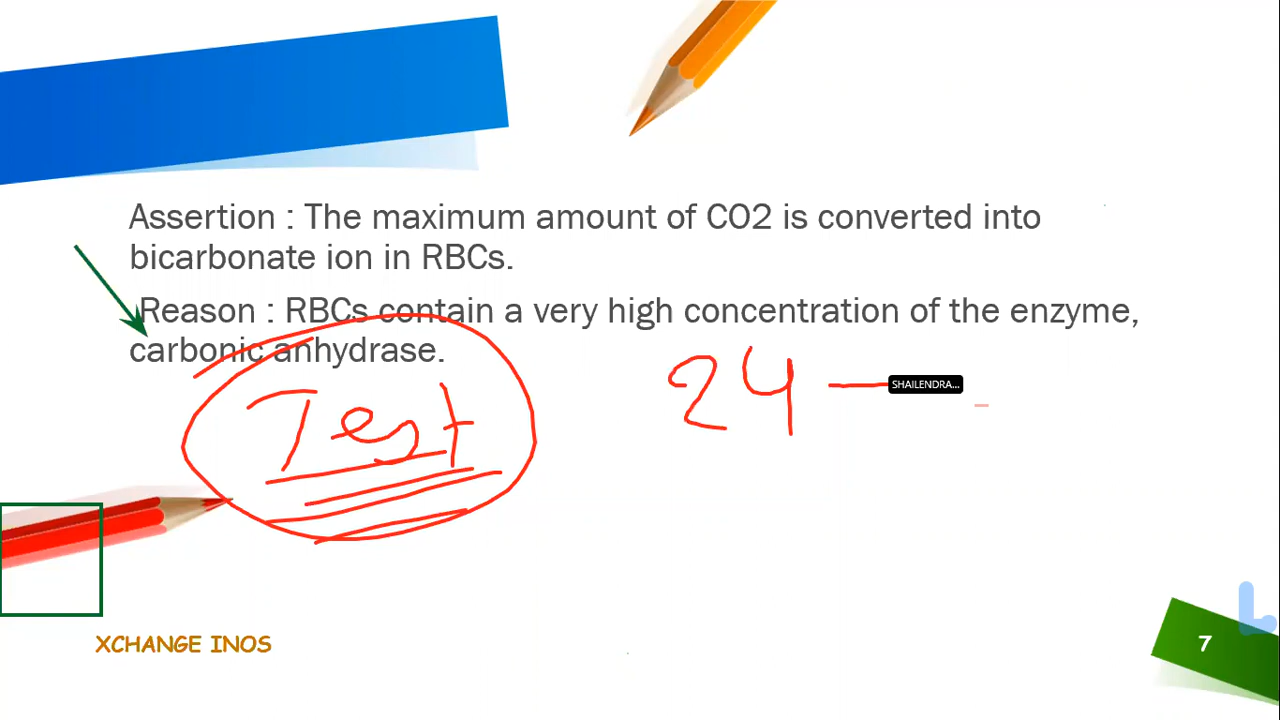 Assertion : The maximum amount of CO2 is converted into
bicarbonate ion in RBCs.
Reason : RBCs contain a very high concentration of the enzyme,
carbonic anhydrase.
24 —
SHAILENDRA...
Test
XCHANGE INOS
7